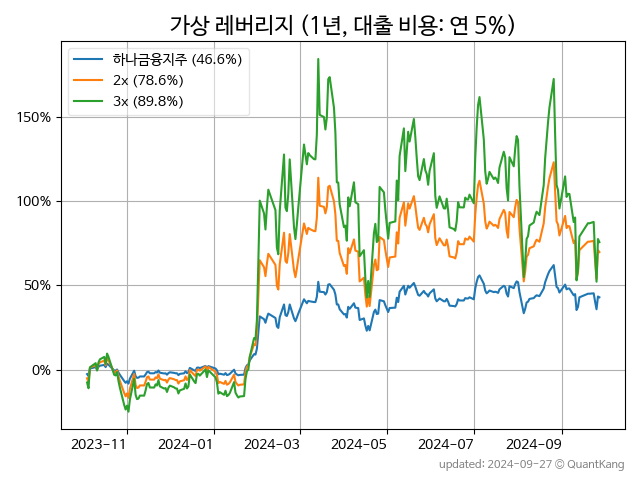 가상 레버리지 (1년, 대출 비용: 연 5%)
하나금융지주 (46.6%)
2x (78.6%)
3x (89.8%)
150%
100%
50%
0%
2023-11
2024-01
2024-03
2024-05
2024-07
2024-09
updated: 2024-09-27 © QuantKang